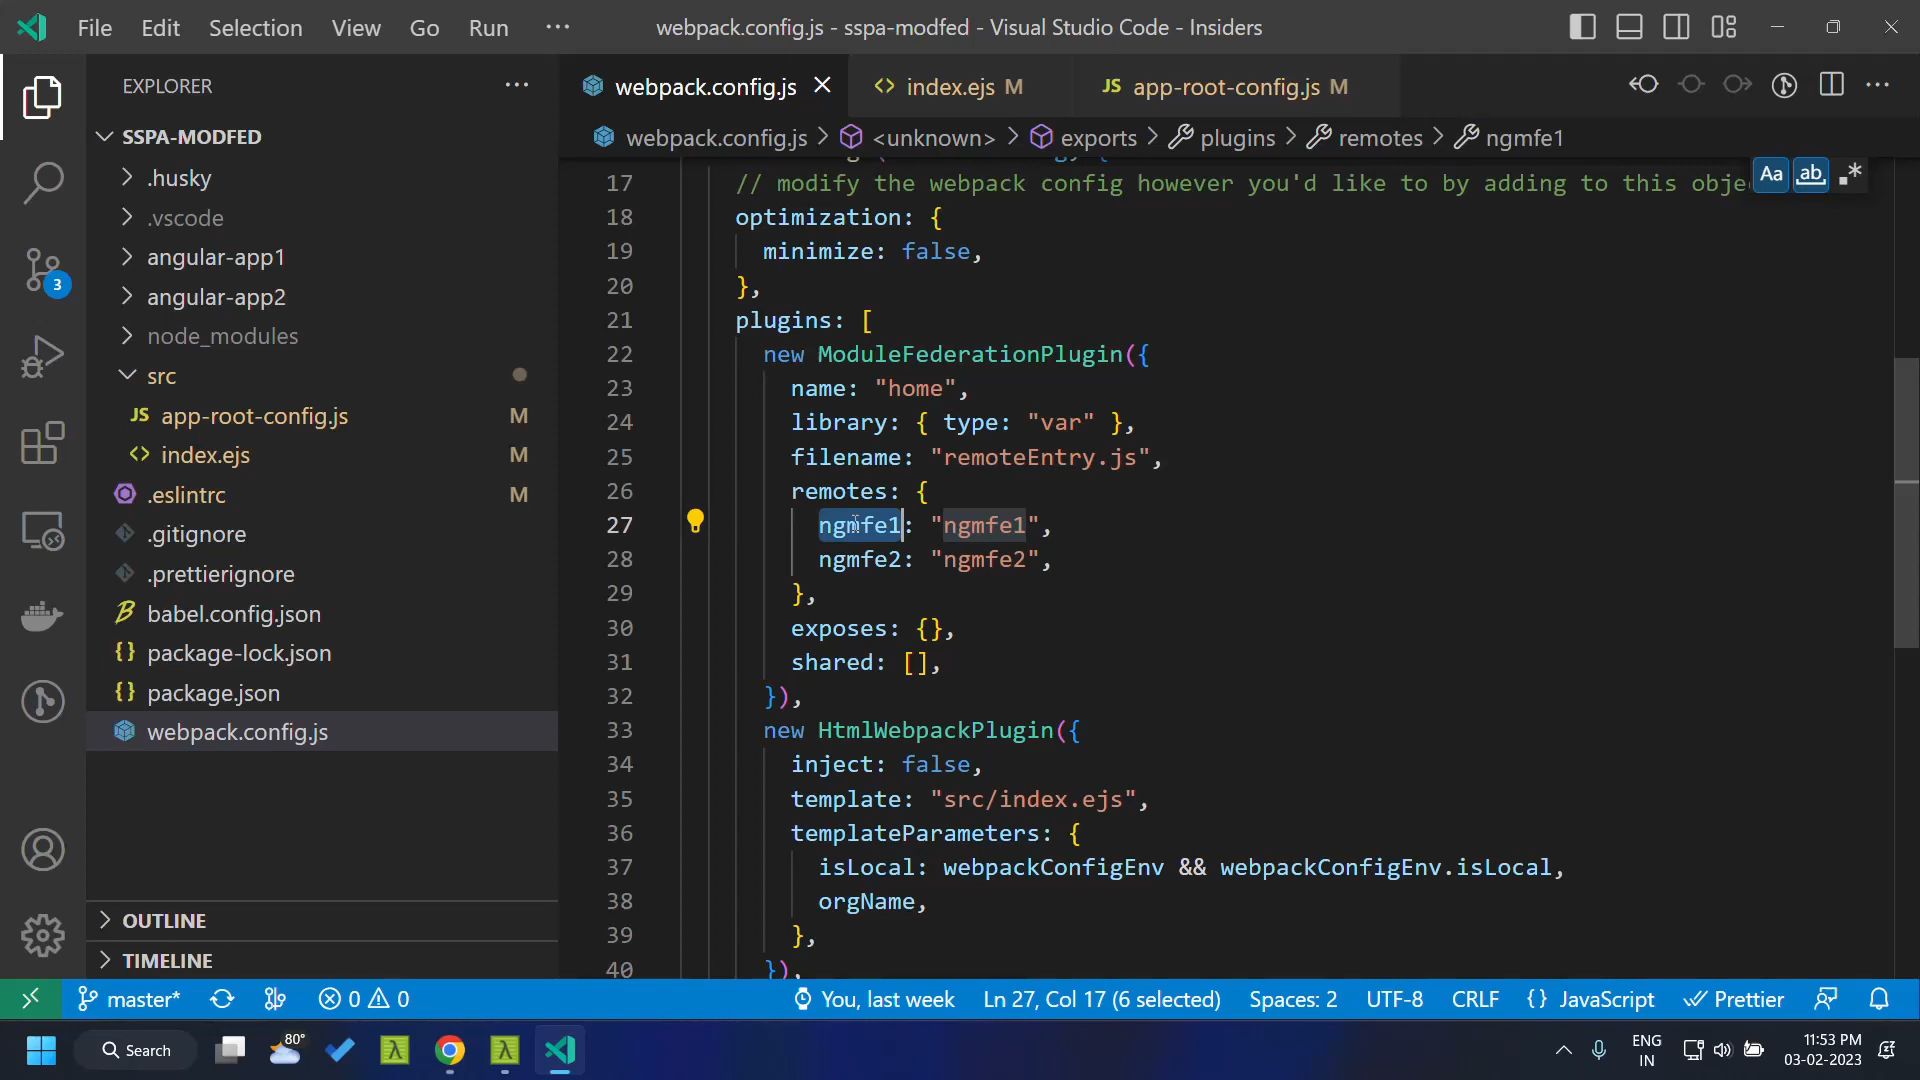 File Edit Selection View Go Run ··· webpack.config.js - sspa-modfed - Visual Studio Code - Insiders
EXPLORER ···
webpack.config.js index.ejs M JS app-root-config.js M ···
SSPA-MODFED
webpack.config.js > <unknown> > exports > plugins > remotes > ngmfe1
Aa ab .*
.husky
.vscode
angular-app1
angular-app2
node_modules
src
JS app-root-config.js M
<> index.ejs M
.eslintrc M
.gitignore
.prettierignore
babel.config.json
{} package-lock.json
{} package.json
webpack.config.js
OUTLINE
TIMELINE
3
17 // modify the webpack config however you'd like to by adding to this obje
18 optimization: {
19 minimize: false,
20 },
21 plugins: [
22 new ModuleFederationPlugin({
23 name: "home",
24 library: { type: "var" },
25 filename: "remoteEntry.js",
26 remotes: {
27 ngmfe1: "ngmfe1",
28 ngmfe2: "ngmfe2",
29 },
30 exposes: {},
31 shared: [],
32 }),
33 new HtmlWebpackPlugin({
34 inject: false,
35 template: "src/index.ejs",
36 templateParameters: {
37 isLocal: webpackConfigEnv && webpackConfigEnv.isLocal,
38 orgName,
39 },
40 }),
master* 0 0 You, last week Ln 27, Col 17 (6 selected) Spaces: 2 UTF-8 CRLF {} JavaScript Prettier
Search 80° ENG IN 11:53 PM
03-02-2023